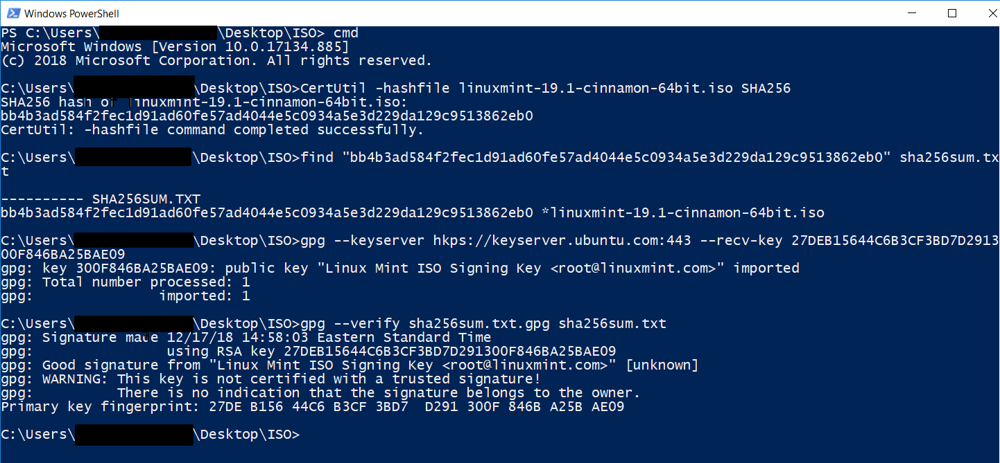 Windows PowerShell
PS C:\Users\ \Desktop\ISO> cmd
Microsoft Windows [Version 10.0.17134.885]
(c) 2018 Microsoft Corporation. All rights reserved.
C:\Users\ \Desktop\ISO>CertUtil -hashfile linuxmint-19.1-cinnamon-64bit.iso SHA256
SHA256 hash of linuxmint-19.1-cinnamon-64bit.iso:
bb4b3ad584f2fec1d91ad60fe57ad4044e5c0934a5e3d229da129c9513862eb0
CertUtil: -hashfile command completed successfully.
C:\Users\ \Desktop\ISO>find "bb4b3ad584f2fec1d91ad60fe57ad4044e5c0934a5e3d229da129c9513862eb0" sha256sum.tx
t
---------- SHA256SUM.TXT
bb4b3ad584f2fec1d91ad60fe57ad4044e5c0934a5e3d229da129c9513862eb0 *linuxmint-19.1-cinnamon-64bit.iso
C:\Users\ \Desktop\ISO>gpg --keyserver hkps://keyserver.ubuntu.com:443 --recv-key 27DEB15644C6B3CF3BD7D2913
00F846BA25BAE09
gpg: key 300F846BA25BAE09: public key "Linux Mint ISO Signing Key <root@linuxmint.com>" imported
gpg: Total number processed: 1
gpg:               imported: 1
C:\Users\ \Desktop\ISO>gpg --verify sha256sum.txt.gpg sha256sum.txt
gpg: Signature made 12/17/18 14:58:03 Eastern Standard Time
gpg:                using RSA key 27DEB15644C6B3CF3BD7D291300F846BA25BAE09
gpg: Good signature from "Linux Mint ISO Signing Key <root@linuxmint.com>" [unknown]
gpg: WARNING: This key is not certified with a trusted signature!
gpg:          There is no indication that the signature belongs to the owner.
Primary key fingerprint: 27DE B156 44C6 B3CF 3BD7  D291 300F 846B A25B AE09
C:\Users\ \Desktop\ISO>